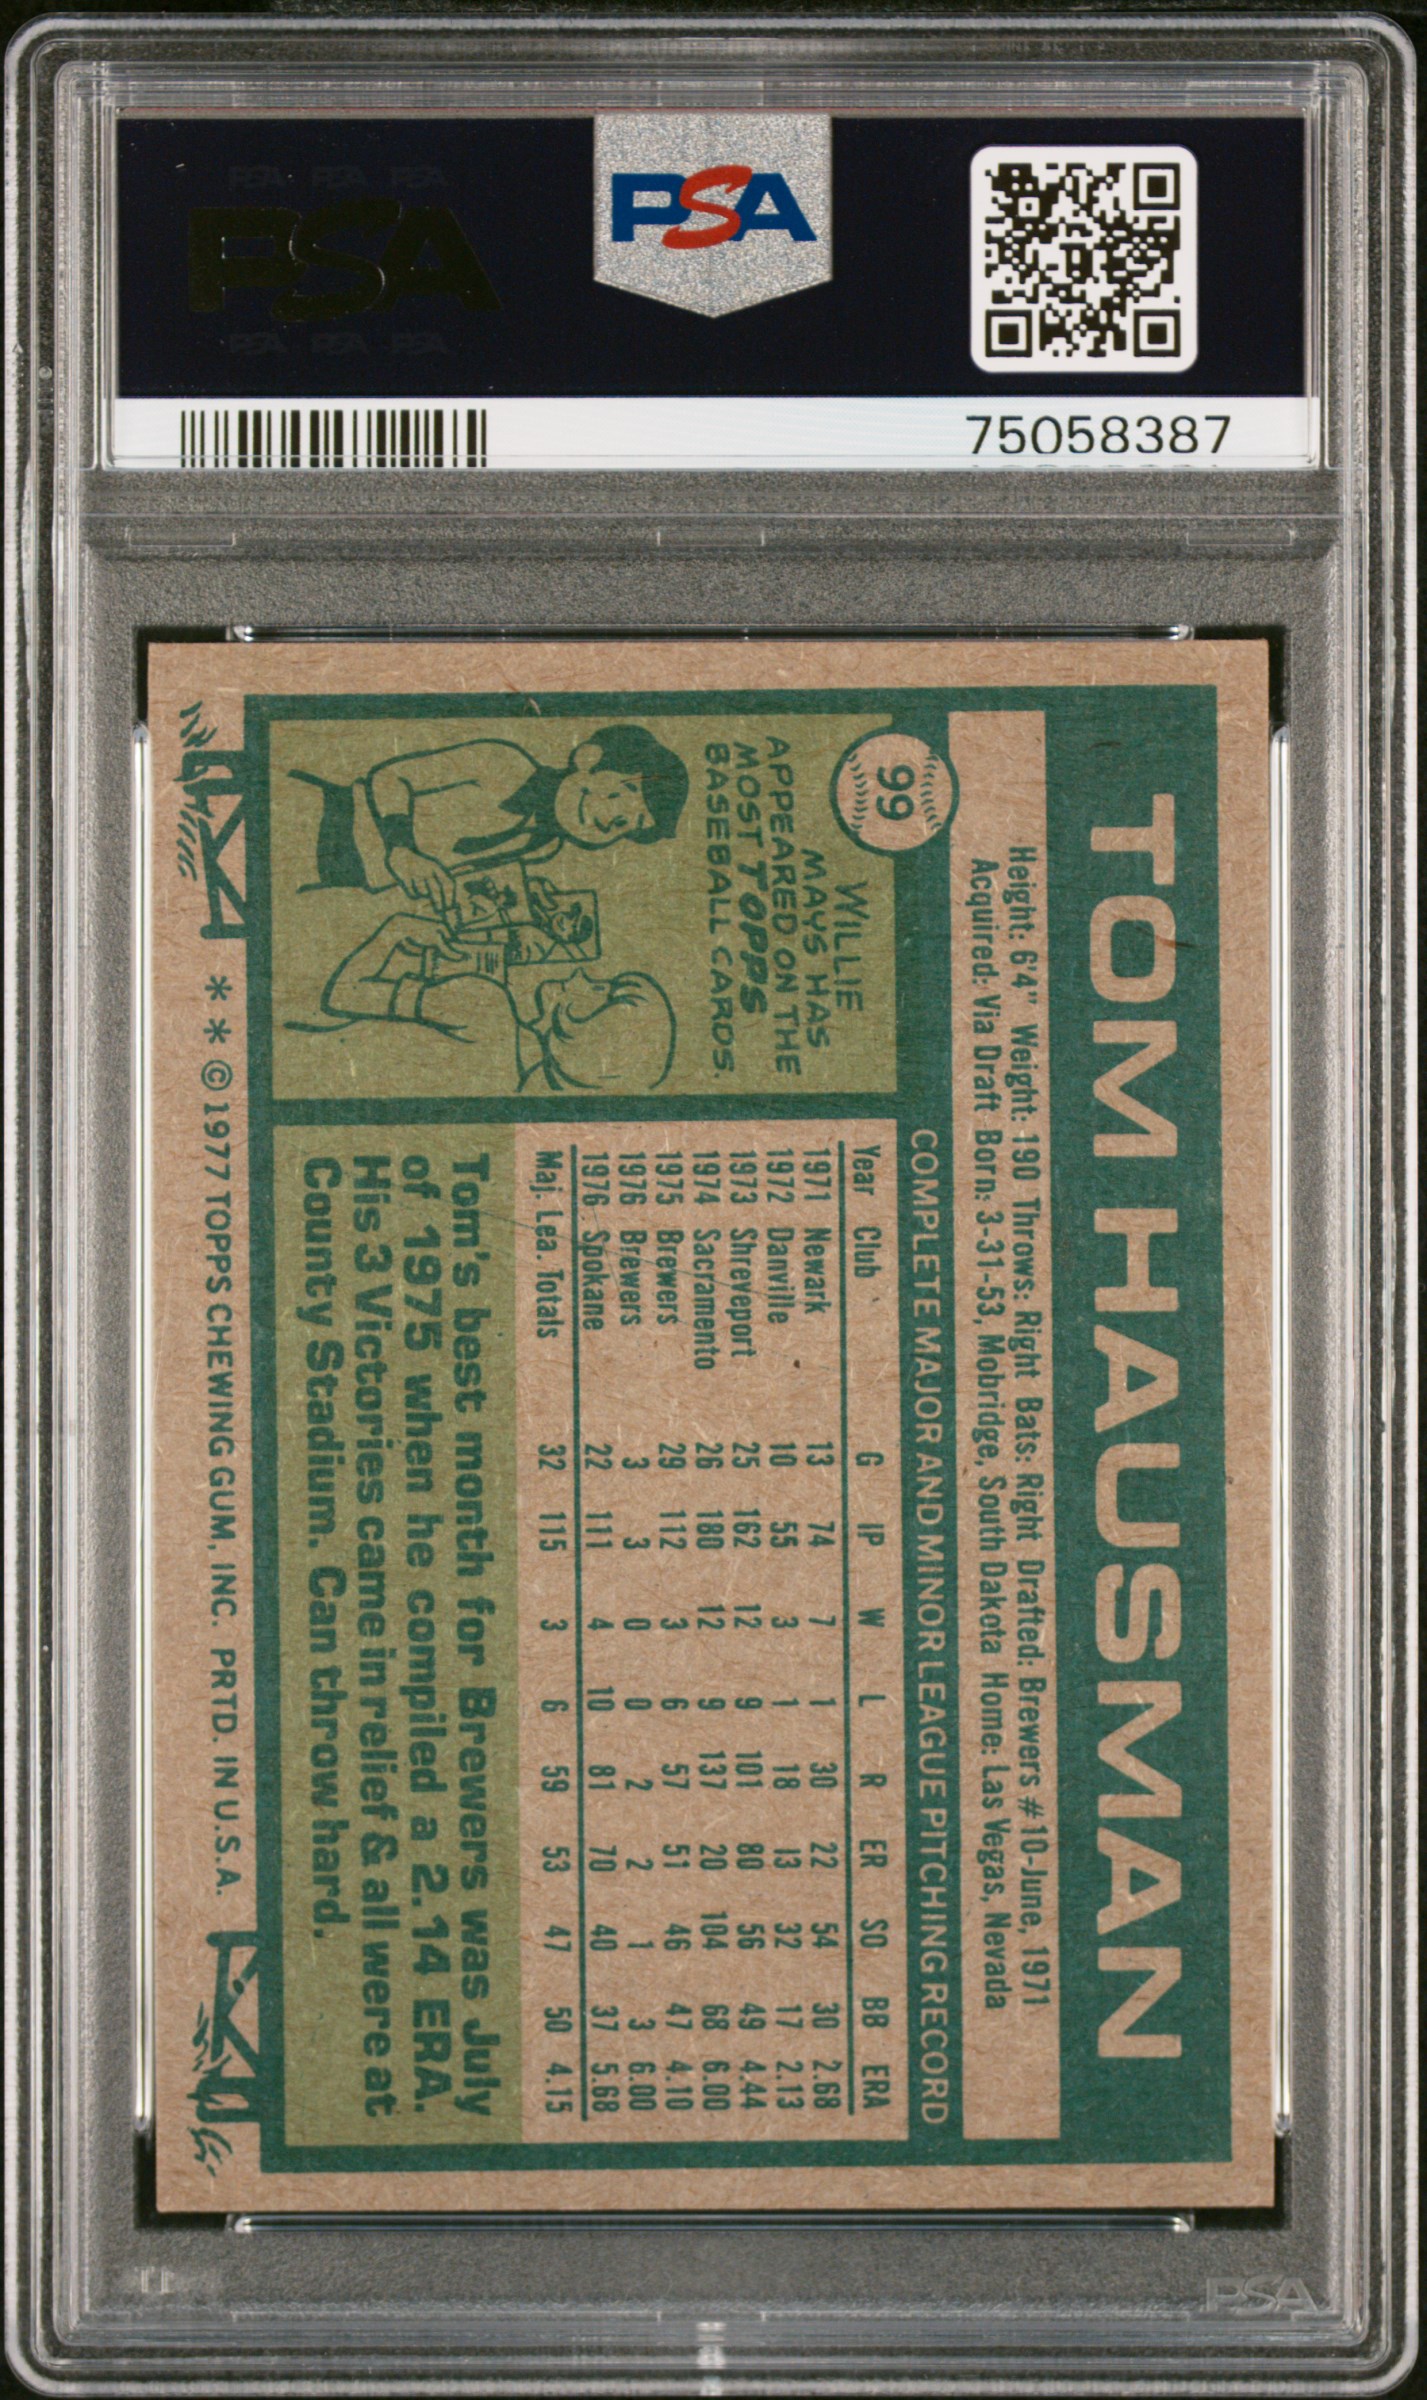 PSA PSA PSA
PSA
PSA PSA PSA
PSA
75058387
TOM HAUSMAN
Height: 6'4" Weight: 190 Throws: Right Bats: Right Drafted: Brewers #10-June, 1971
Acquired: Via Draft Born: 3-31-53, Mobridge, South Dakota Home: Las Vegas, Nevada
99
COMPLETE MAJOR AND MINOR LEAGUE PITCHING RECORD
WILLIE
MAYS HAS
APPEARED ON THE
MOST TOPPS
BASEBALL CARDS.
Year Club G IP W L R ER SO BB ERA
1971 Newark 13 74 7 1 30 22 54 30 2.68
1972 Danville 10 55 3 1 18 13 32 17 2.13
1973 Shreveport 25 162 12 9 101 80 56 49 4.44
1974 Sacramento 26 180 12 9 137 20 104 68 6.00
1975 Brewers 29 112 3 6 57 51 46 47 4.10
1976 Brewers 3 3 0 0 2 2 1 3 6.00
1976 Spokane 22 111 4 10 81 70 40 37 5.68
Maj. Lea. Totals 32 115 3 6 59 53 47 50 4.15
Tom's best month for Brewers was July
of 1975 when he compiled a 2.14 ERA.
His 3 Victories came in relief & all were at
County Stadium. Can throw hard.
* * ©1977 TOPPS CHEWING GUM, INC. PRTD. IN U.S.A.
PSA